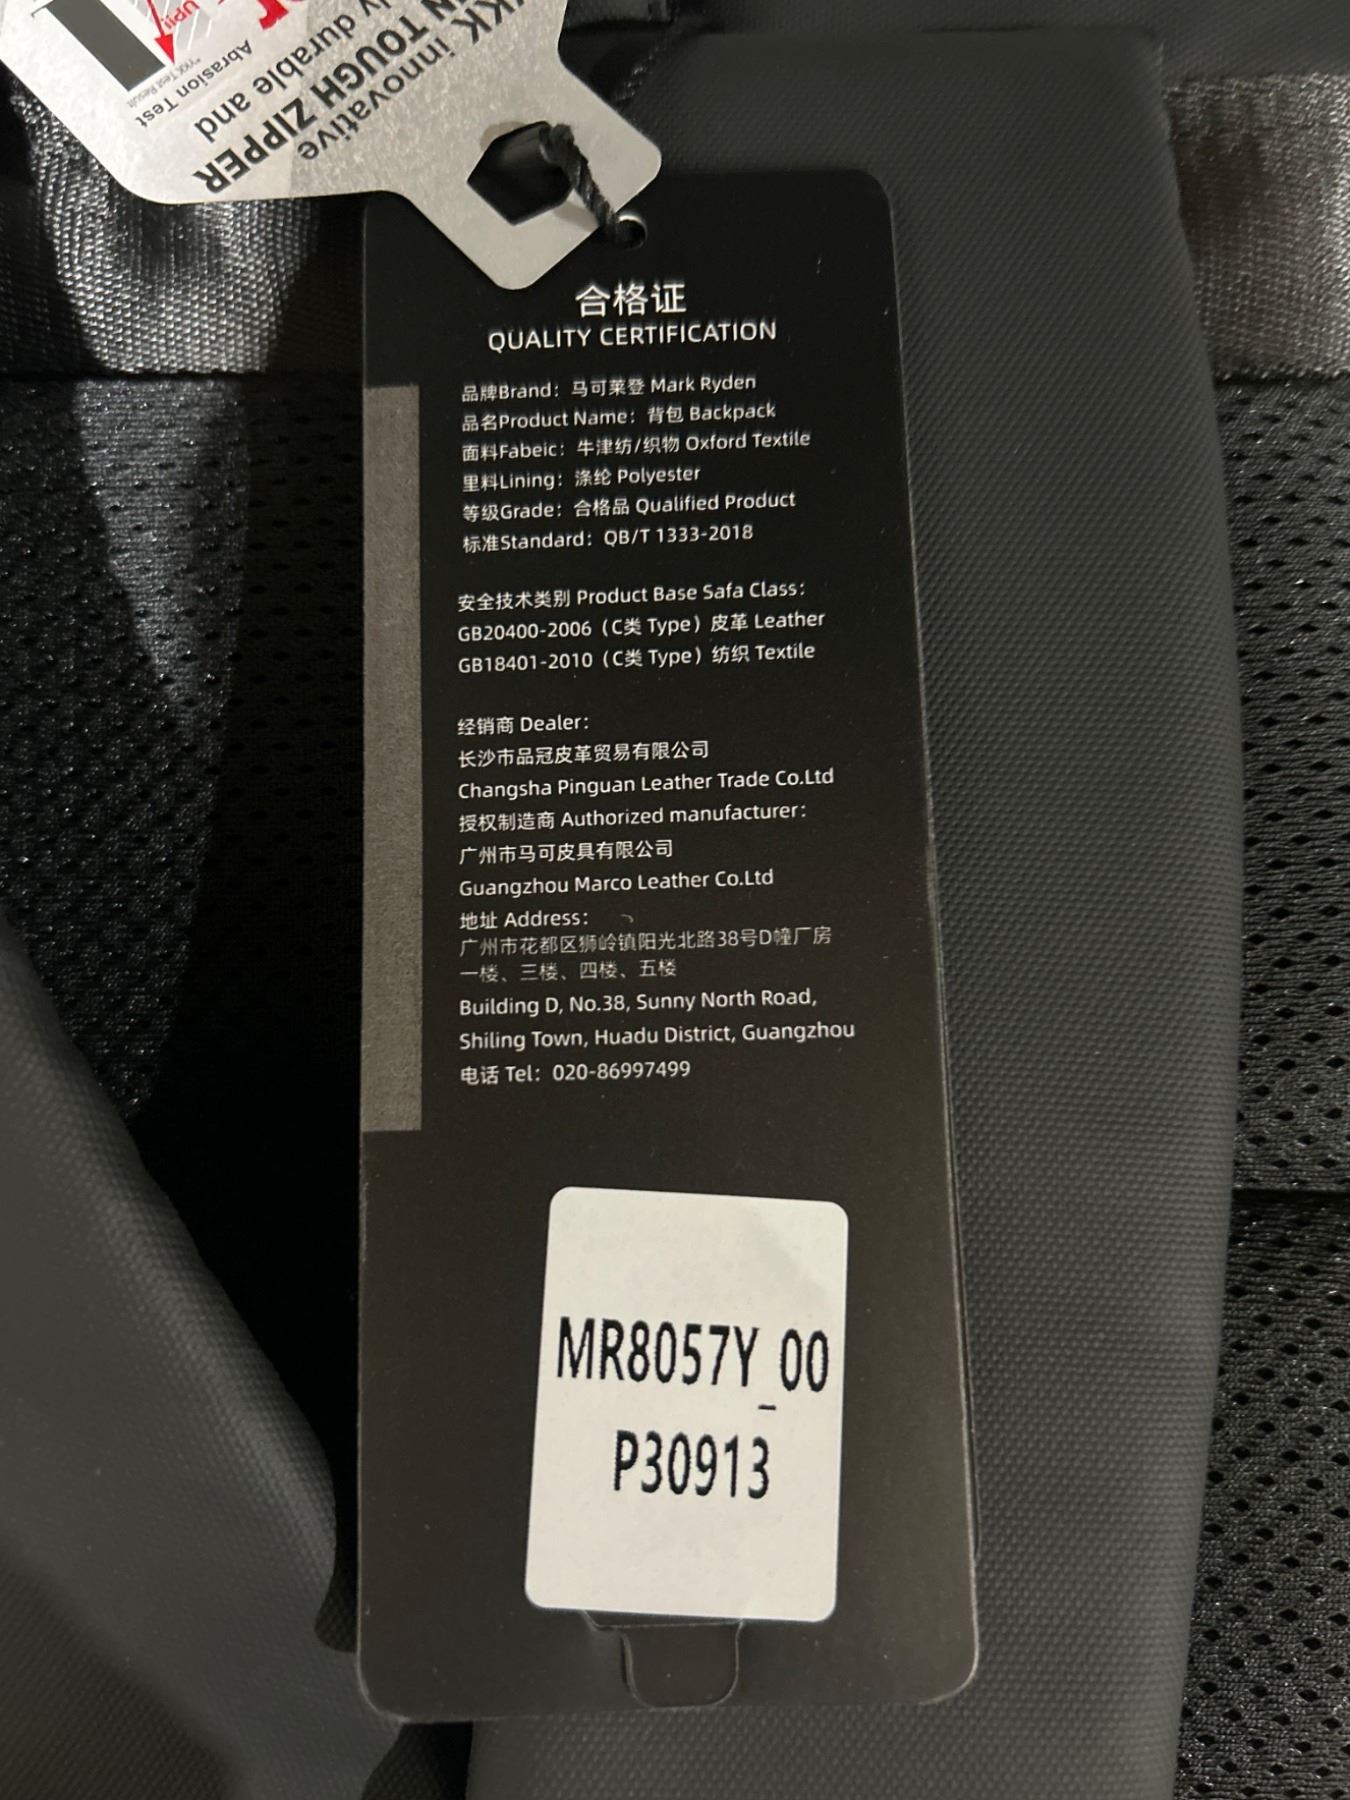 UP!!
*YKK Test Result
Abrasion Test
durable and
TOUGH ZIPPER
innovative
合格证
QUALITY CERTIFICATION
品牌Brand：马可莱登 Mark Ryden
品名Product Name：背包 Backpack
面料Fabeic：牛津纺/织物 Oxford Textile
里料Lining：涤纶 Polyester
等级Grade：合格品 Qualified Product
标准Standard：QB/T 1333-2018
安全技术类别 Product Base Safa Class：
GB20400-2006（C类 Type）皮革 Leather
GB18401-2010（C类 Type）纺织 Textile
经销商 Dealer：
长沙市品冠皮革贸易有限公司
Changsha Pinguan Leather Trade Co.Ltd
授权制造商 Authorized manufacturer：
广州市马可皮具有限公司
Guangzhou Marco Leather Co.Ltd
地址 Address：
广州市花都区狮岭镇阳光北路38号D幢厂房
一楼、三楼、四楼、五楼
Building D, No.38, Sunny North Road,
Shiling Town, Huadu District, Guangzhou
电话 Tel：020-86997499
MR8057Y_00
P30913